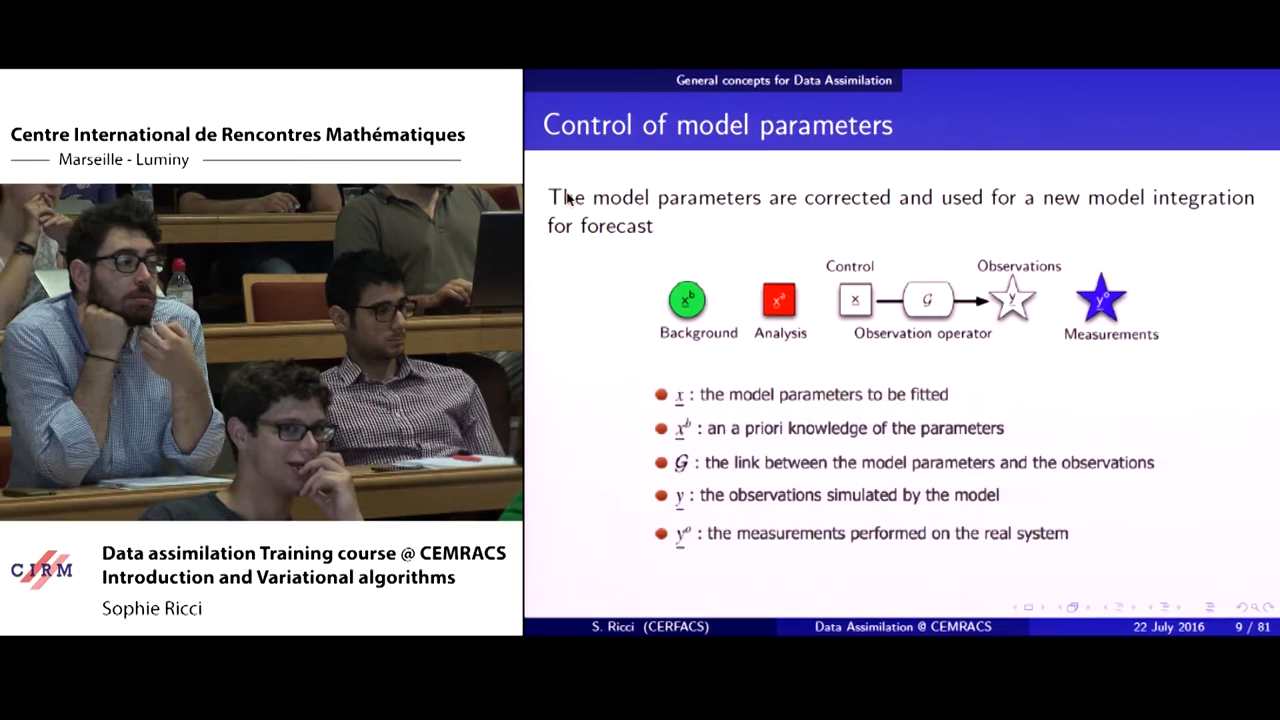 Centre International de Rencontres Mathématiques
Marseille - Luminy
CIRM
Data assimilation Training course @ CEMRACS
Introduction and Variational algorithms
Sophie Ricci
General concepts for Data Assimilation
Control of model parameters
The model parameters are corrected and used for a new model integration
for forecast
Control
Observations
x^b
x^a
x
𝒢
y
y^o
Background
Analysis
Observation operator
Measurements
x : the model parameters to be fitted
x^b : an a priori knowledge of the parameters
𝒢 : the link between the model parameters and the observations
y : the observations simulated by the model
y^o : the measurements performed on the real system
S. Ricci (CERFACS)
Data Assimilation @ CEMRACS
22 July 2016
9 / 81